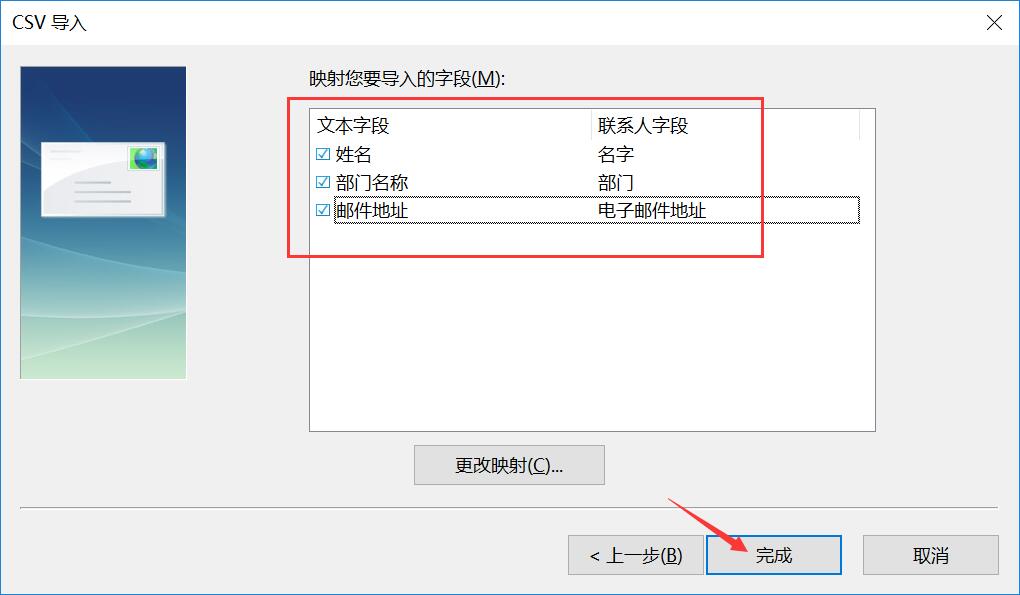 CSV 导入
映射您要导入的字段(M):
文本字段 联系人字段
姓名 名字
部门名称 部门
邮件地址 电子邮件地址
更改映射(C)...
< 上一步(B) 完成 取消